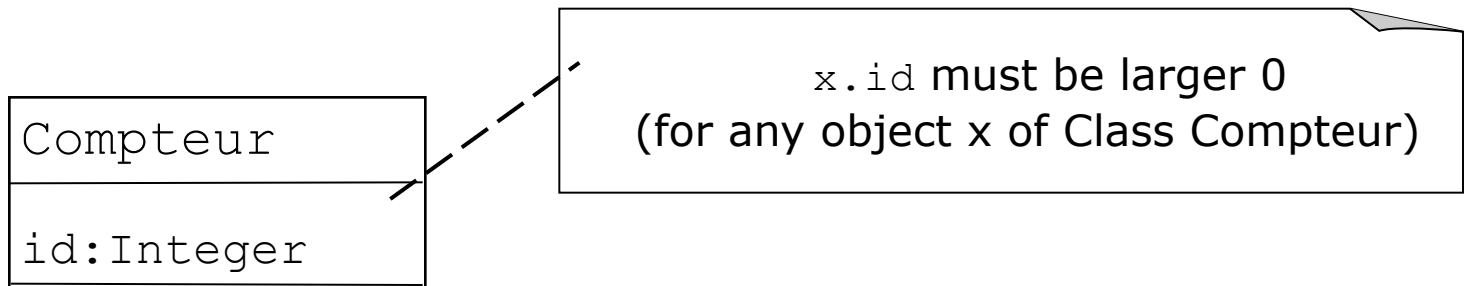 x.id must be larger 0
(for any object x of Class Compteur)
Compteur
id:Integer